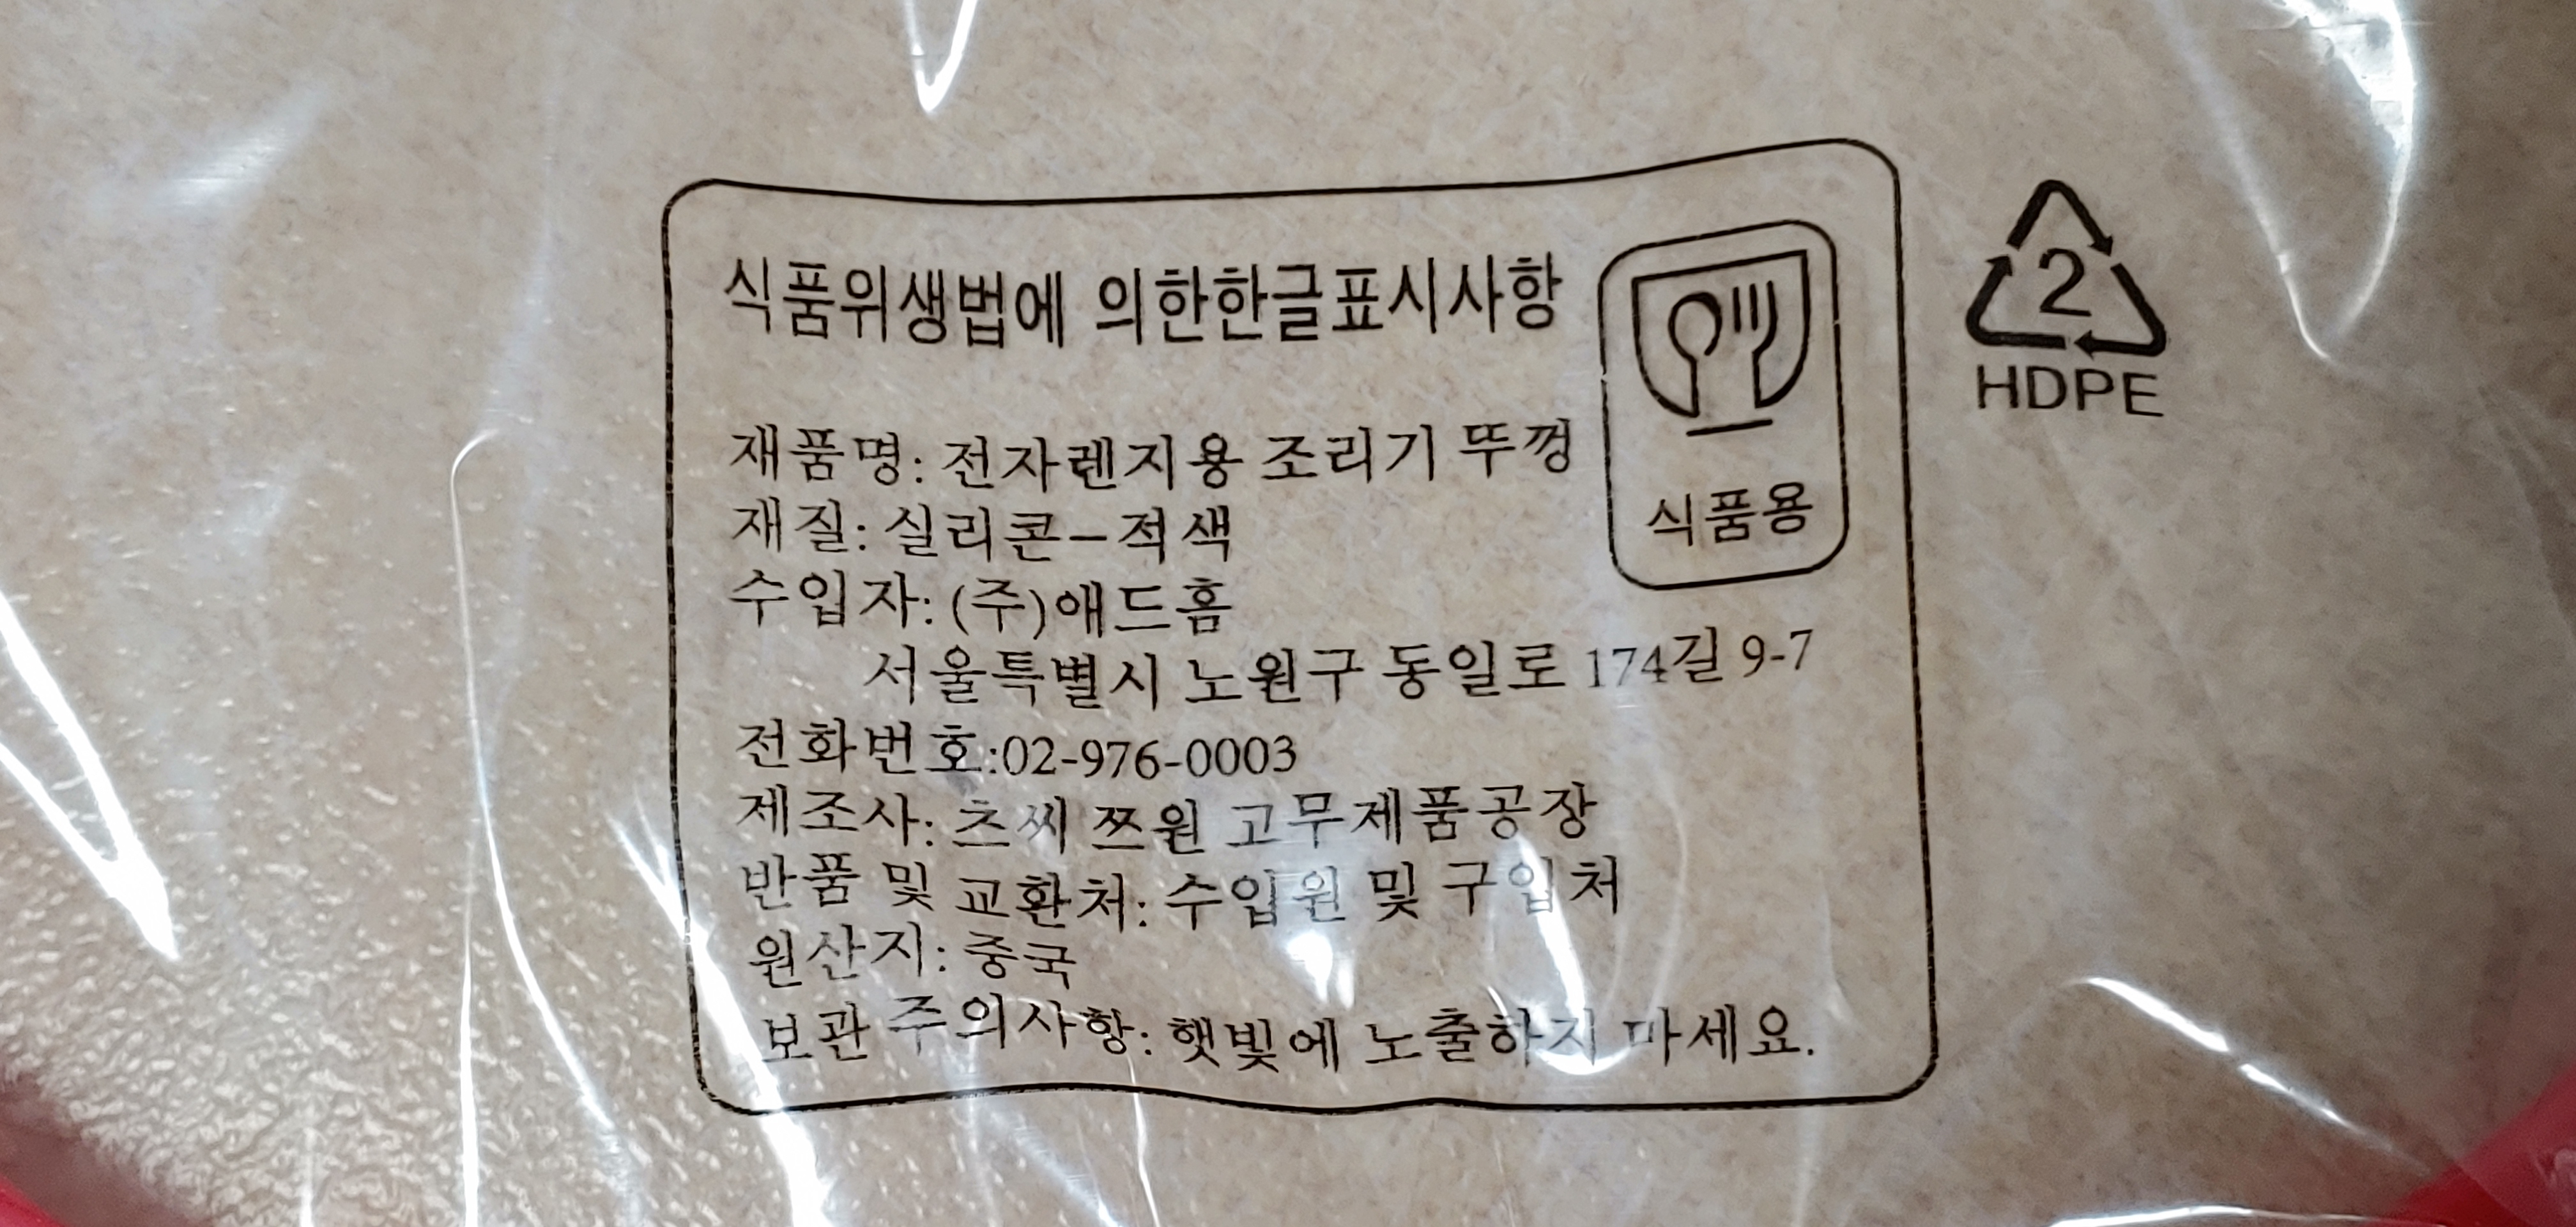 식품위생법에 의한한글표시사항
재품명: 전자렌지용 조리기 뚜껑
재질: 실리콘-적색
식품용
수입자: (주)애드홈
서울특별시 노원구 동일로 174길 9-7
전화번호:02-976-0003
제조사: 츠씨 쯔원 고무제품공장
반품 및 교환처: 수입원 및 구입처
원산지: 중국
보관 주의사항: 햇빛에 노출하지 마세요.
2
HDPE